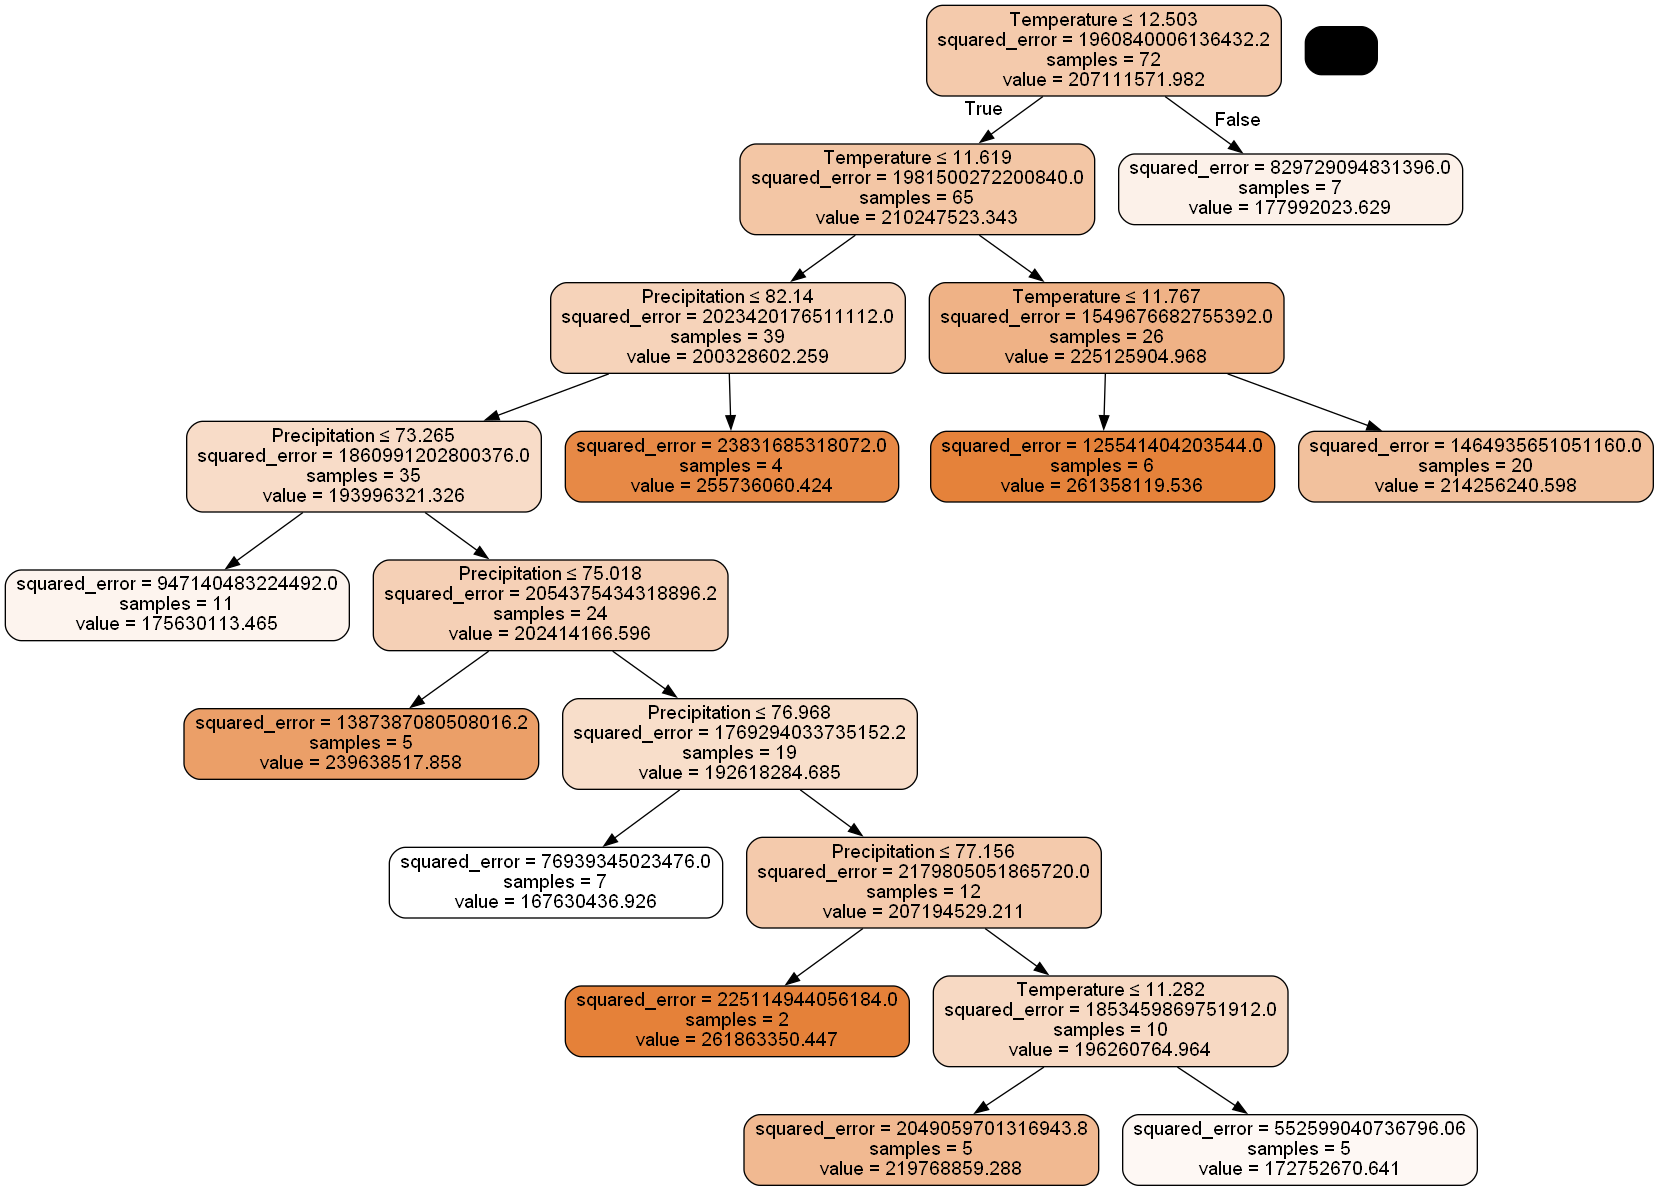 Temperature ≤ 12.503
squared_error = 1960840006136432.2
samples = 72
value = 207111571.982
True
False
Temperature ≤ 11.619
squared_error = 1981500272200840.0
samples = 65
value = 210247523.343
squared_error = 829729094831396.0
samples = 7
value = 177992023.629
Precipitation ≤ 82.14
squared_error = 2023420176511112.0
samples = 39
value = 200328602.259
Temperature ≤ 11.767
squared_error = 1549676682755392.0
samples = 26
value = 225125904.968
Precipitation ≤ 73.265
squared_error = 1860991202800376.0
samples = 35
value = 193996321.326
squared_error = 23831685318072.0
samples = 4
value = 255736060.424
squared_error = 125541404203544.0
samples = 6
value = 261358119.536
squared_error = 1464935651051160.0
samples = 20
value = 214256240.598
squared_error = 947140483224492.0
samples = 11
value = 175630113.465
Precipitation ≤ 75.018
squared_error = 2054375434318896.2
samples = 24
value = 202414166.596
squared_error = 1387387080508016.2
samples = 5
value = 239638517.858
Precipitation ≤ 76.968
squared_error = 1769294033735152.2
samples = 19
value = 192618284.685
squared_error = 76939345023476.0
samples = 7
value = 167630436.926
Precipitation ≤ 77.156
squared_error = 2179805051865720.0
samples = 12
value = 207194529.211
squared_error = 225114944056184.0
samples = 2
value = 261863350.447
Temperature ≤ 11.282
squared_error = 1853459869751912.0
samples = 10
value = 196260764.964
squared_error = 2049059701316943.8
samples = 5
value = 219768859.288
squared_error = 552599040736796.06
samples = 5
value = 172752670.641